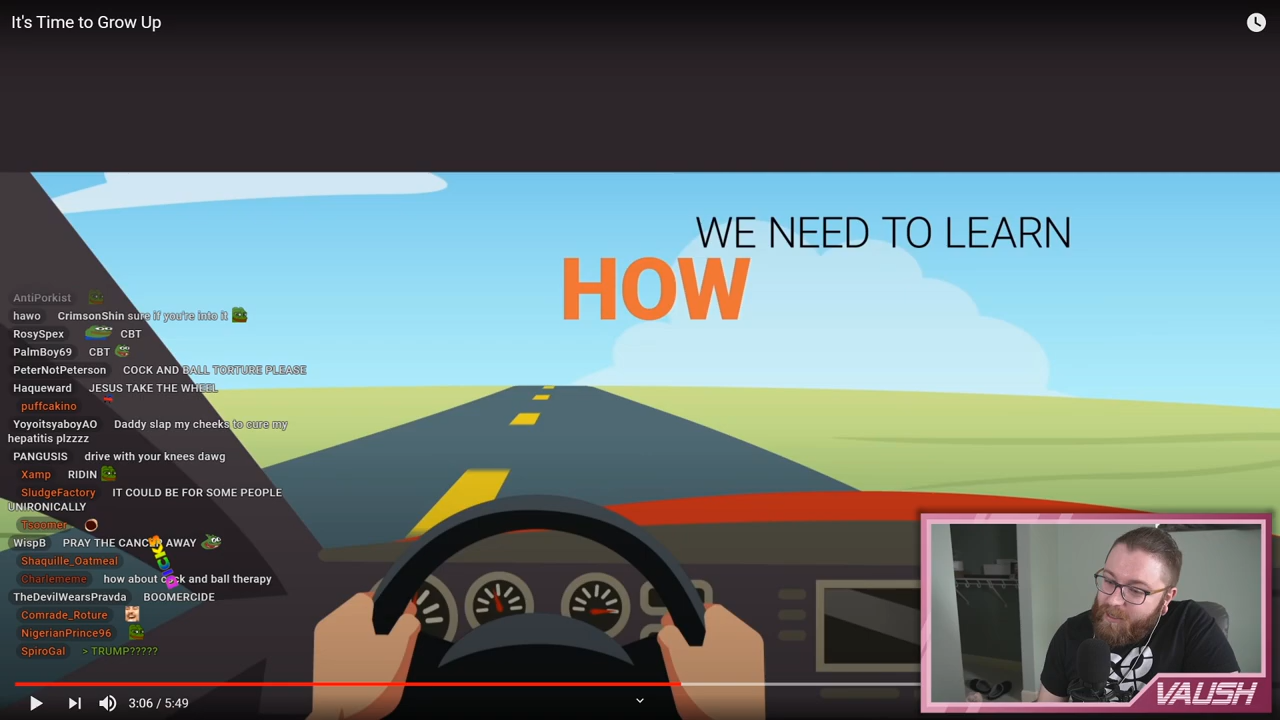 It's Time to Grow Up
WE NEED TO LEARN
HOW
AntiPorkist
hawo CrimsonShin sure if you're into it
RosySpex CBT
PalmBoy69 CBT
PeterNotPeterson COCK AND BALL TORTURE PLEASE
Haqueward JESUS TAKE THE WHEEL
puffcakino
YoyoitsyaboyAO Daddy slap my cheeks to cure my
hepatitis plzzzz
PANGUSIS drive with your knees dawg
Xamp RIDIN
SludgeFactory IT COULD BE FOR SOME PEOPLE
UNIRONICALLY
Tsoomer
WispB PRAY THE CANCER AWAY
Shaquille_Oatmeal
Charlememe how about cock and ball therapy
TheDevilWearsPravda BOOMERCIDE
Comrade_Roture
NigerianPrince96
SpiroGal > TRUMP?????
3:06 / 5:49
VAUSH